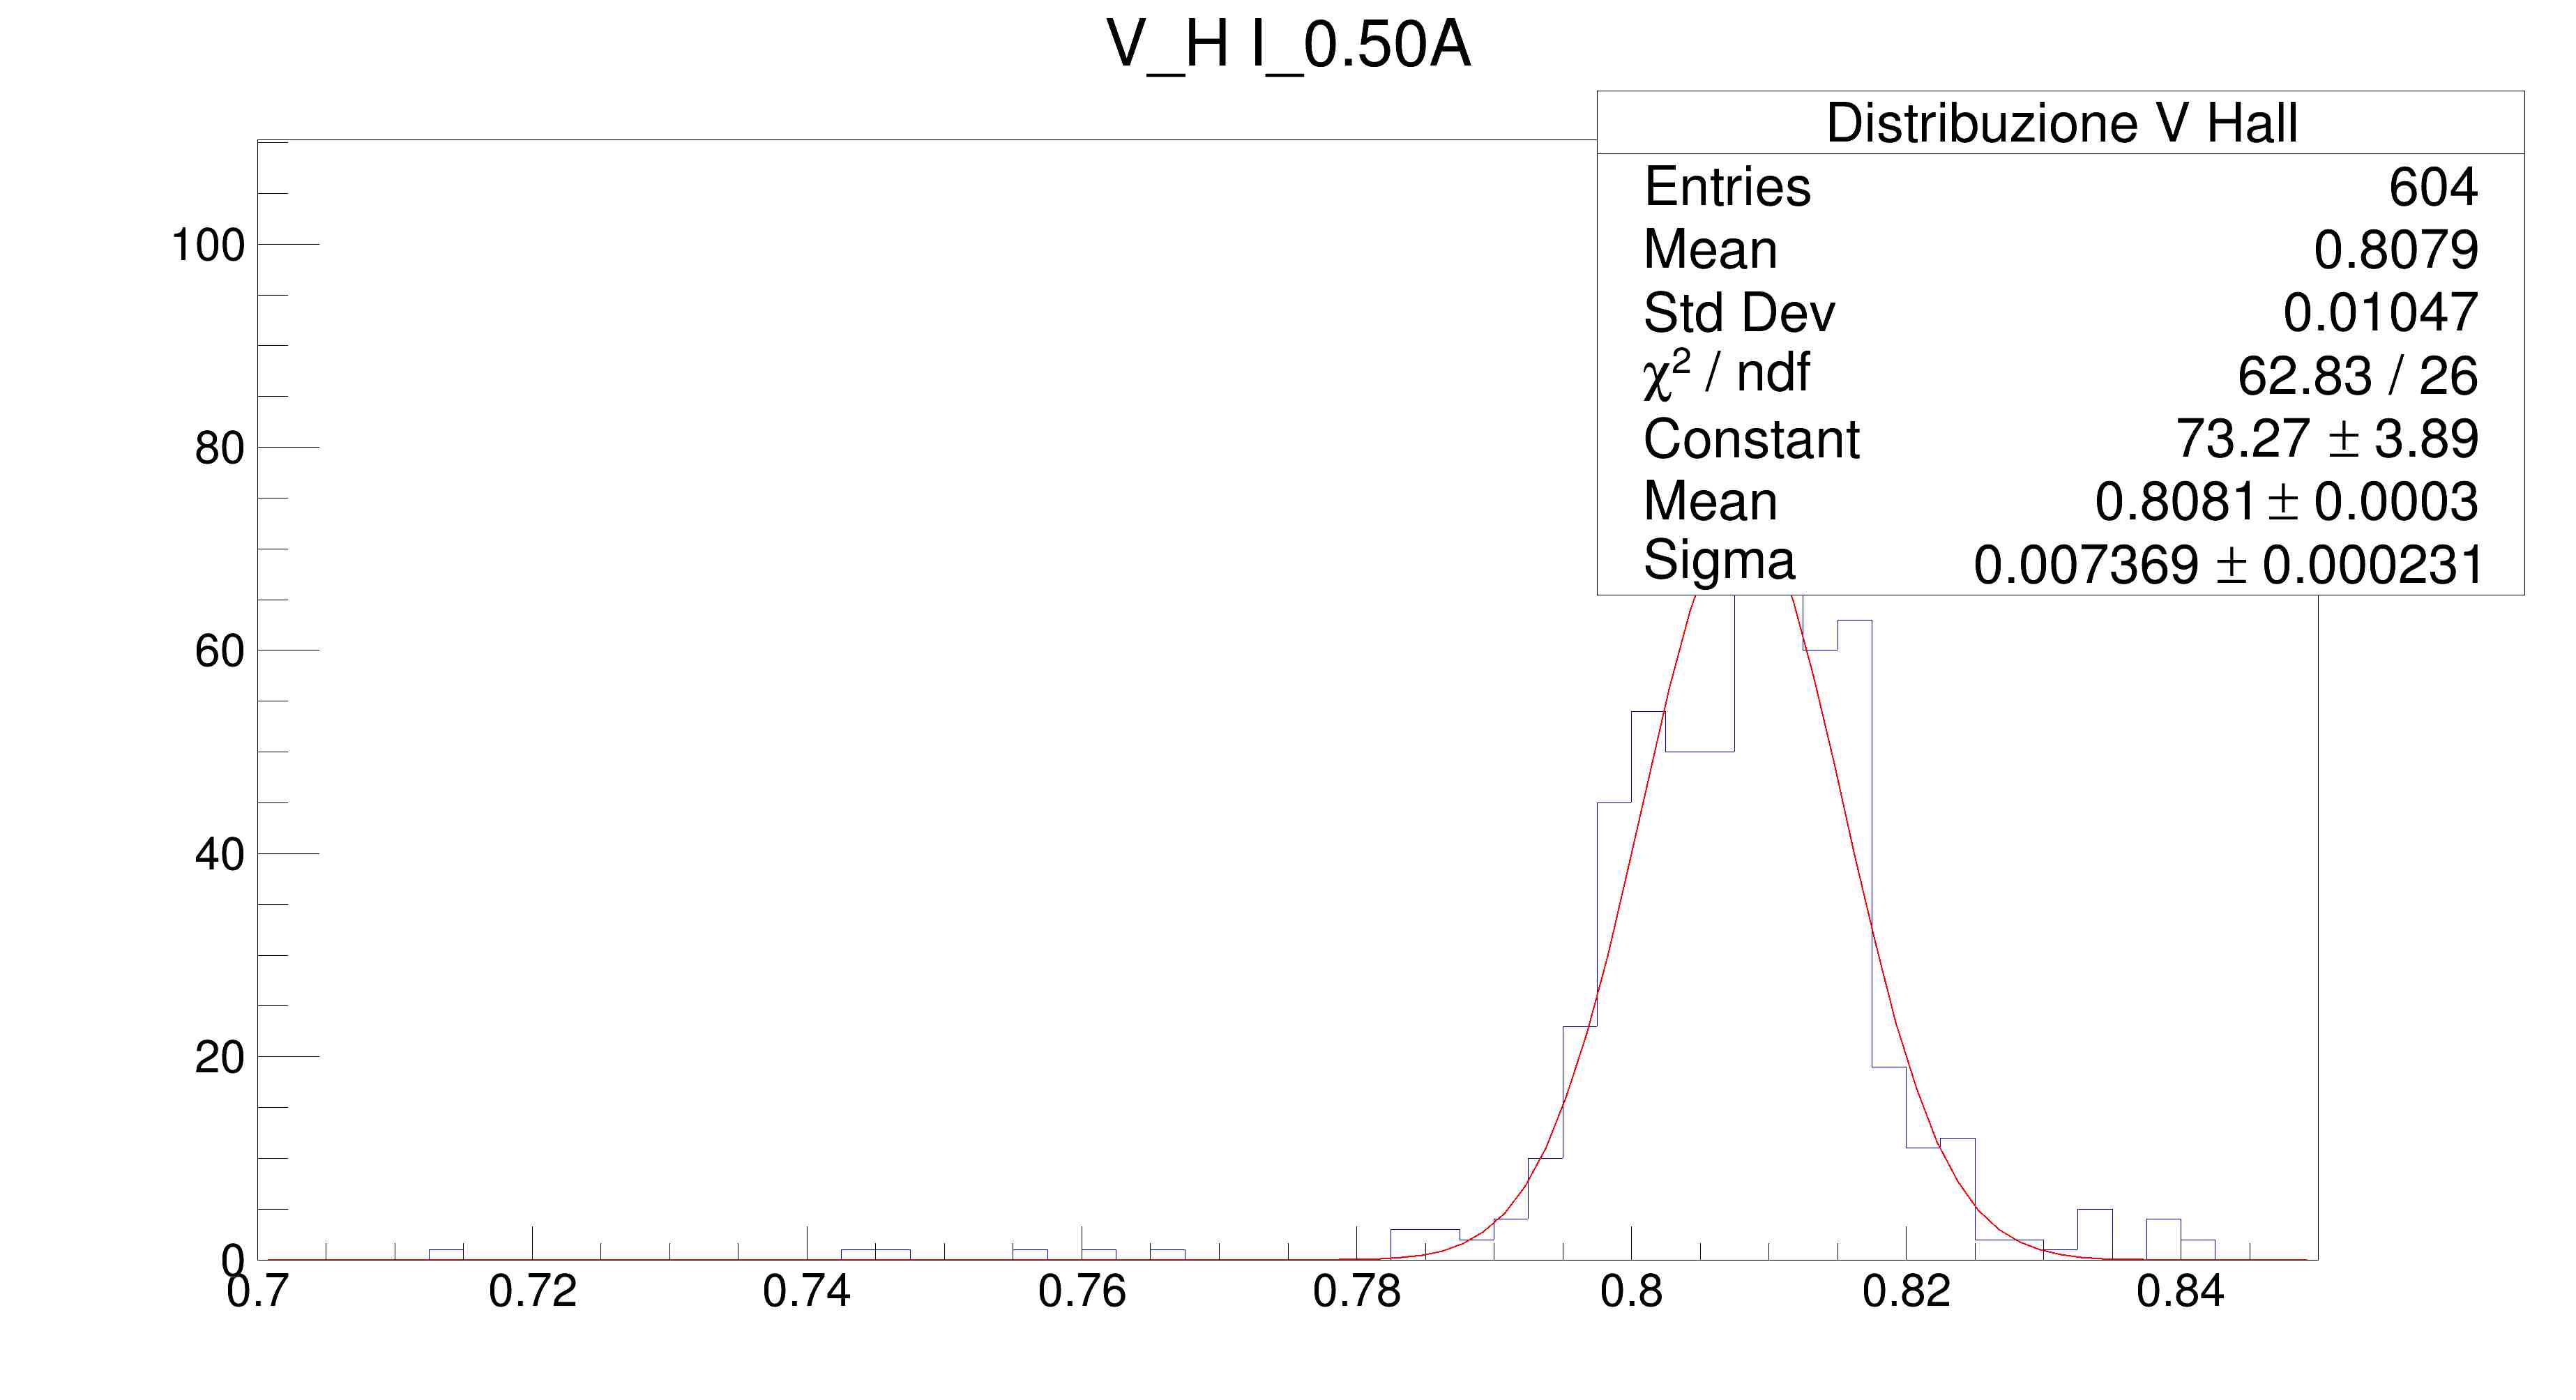 V_H I_0.50A
Distribuzione V Hall
Entries 604
Mean 0.8079
Std Dev 0.01047
χ² / ndf 62.83 / 26
Constant 73.27 ± 3.89
Mean 0.8081 ± 0.0003
Sigma 0.007369 ± 0.000231
100
80
60
40
20
0
0.7 0.72 0.74 0.76 0.78 0.8 0.82 0.84